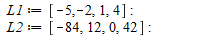 L1 := [-5,-2, 1, 4] :
L2 := [-84, 12, 0, 42] :